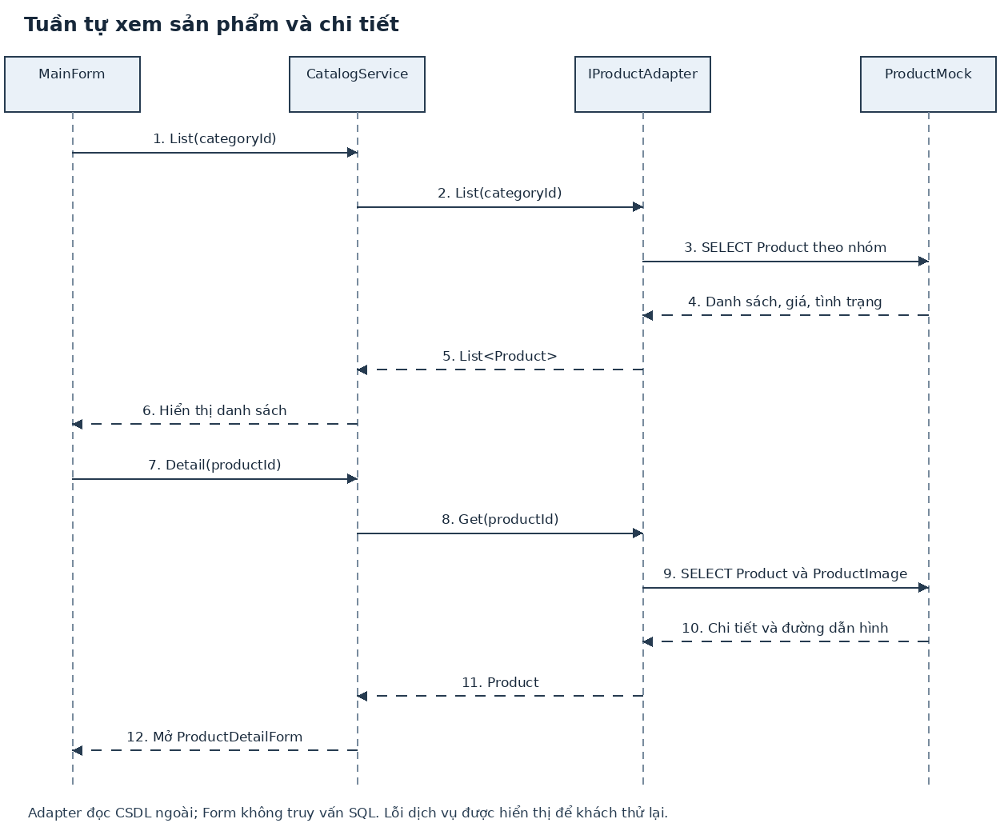 Tuần tự xem sản phẩm và chi tiết
MainForm
CatalogService
IProductAdapter
ProductMock
1. List(categoryId)
2. List(categoryId)
3. SELECT Product theo nhóm
4. Danh sách, giá, tình trạng
5. List<Product>
6. Hiển thị danh sách
7. Detail(productId)
8. Get(productId)
9. SELECT Product và ProductImage
10. Chi tiết và đường dẫn hình
11. Product
12. Mở ProductDetailForm
Adapter đọc CSDL ngoài; Form không truy vấn SQL. Lỗi dịch vụ được hiển thị để khách thử lại.